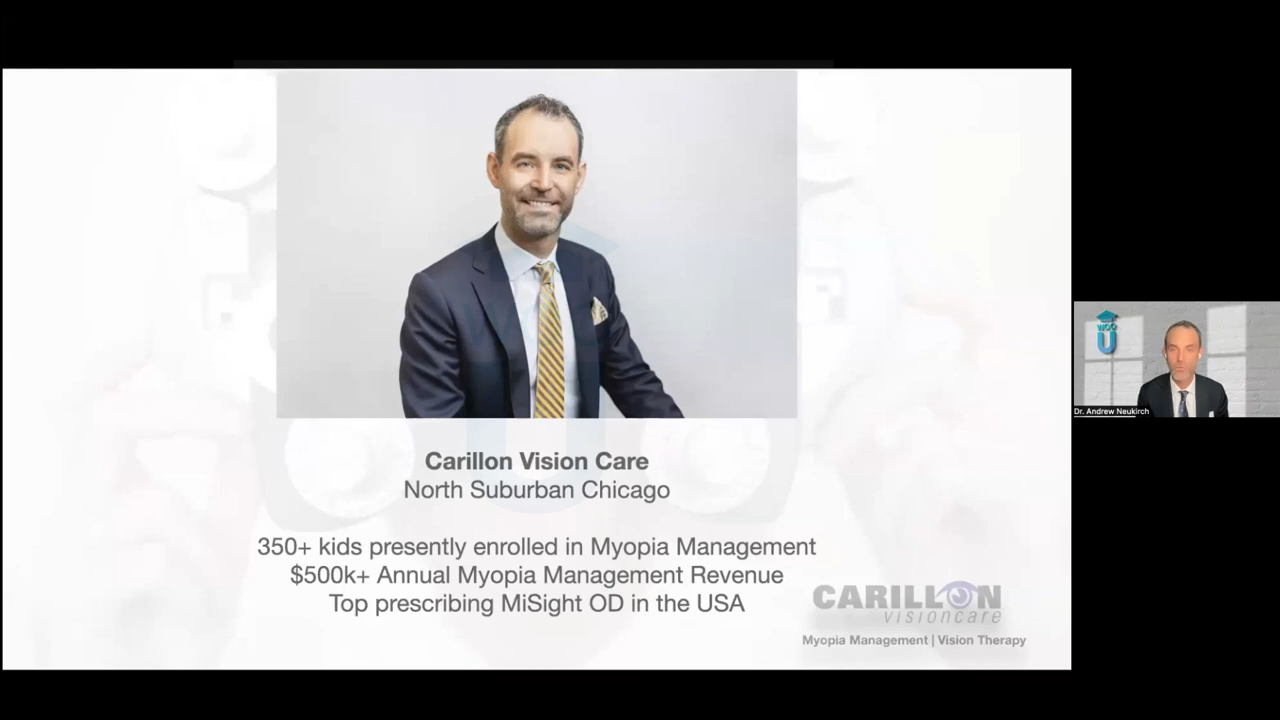 Carillon Vision Care
North Suburban Chicago
350+ kids presently enrolled in Myopia Management
$500k+ Annual Myopia Management Revenue
Top prescribing MiSight OD in the USA
CARILLON
visioncare
Myopia Management | Vision Therapy
WOO
U
Dr. Andrew Neukirch